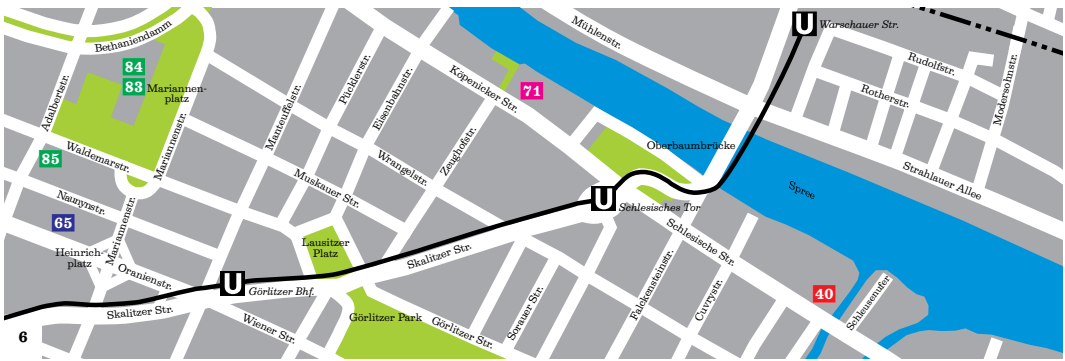 U
Warschauer Str.
Mühlenstr.
Bethaniendamm
Rudolfstr.
84
83
Mariannen-
platz
Adalbertstr.
Pücklerstr.
Eisenbahnstr.
Köpenicker Str.
71
Rotherstr.
Modersohnstr.
Manteuffelstr.
Mariannenstr.
Zeughofstr.
Oberbaumbrücke
85
Waldemarstr.
Wrangelstr.
Strahlauer Allee
Muskauer Str.
Spree
Naunynstr.
U
Schlesisches Tor
65
Mariannenstr.
Schlesische Str.
Heinrich-
platz
Lausitzer
Platz
Skalitzer Str.
Oranienstr.
U
Görlitzer Bhf.
Falckensteinstr.
Cuvrystr.
40
Schleusenufer
Sorauer Str.
Skalitzer Str.
Görlitzer Park
Wiener Str.
Görlitzer Str.
6